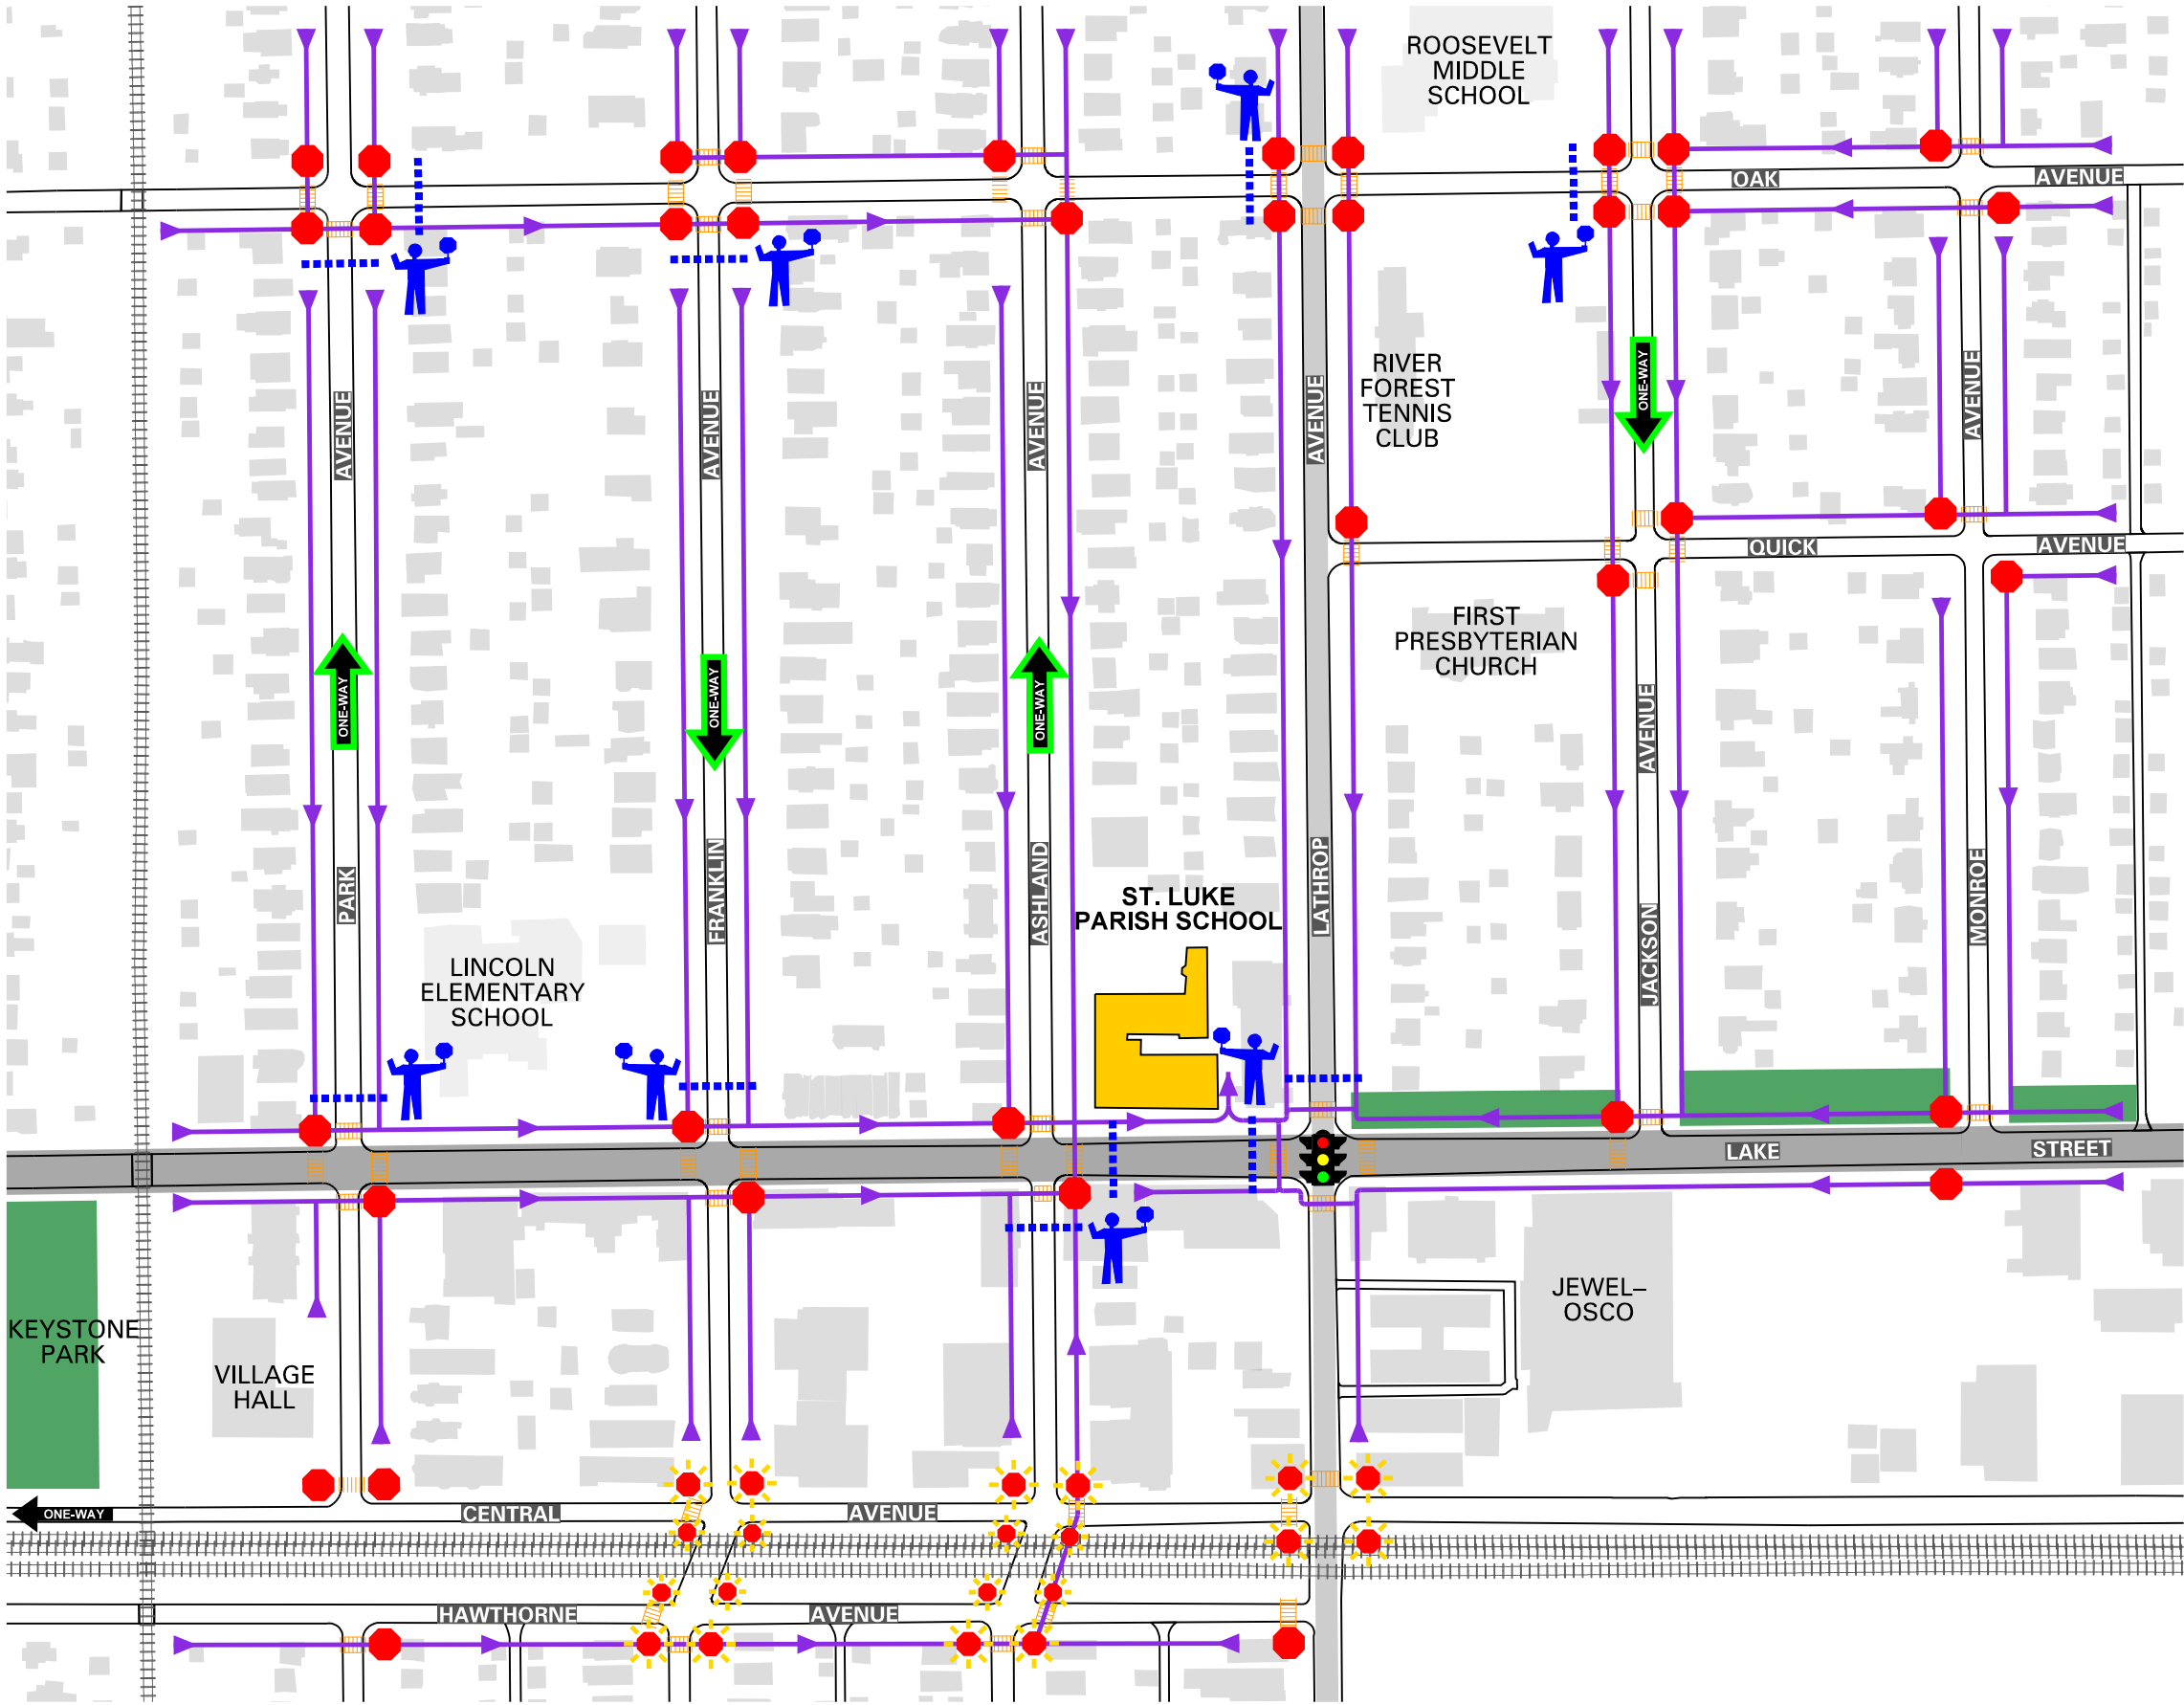 ROOSEVELT
MIDDLE
SCHOOL
OAK
AVENUE
RIVER
FOREST
TENNIS
CLUB
ONE-WAY
AVENUE
AVENUE
AVENUE
AVENUE
AVENUE
QUICK
AVENUE
FIRST
PRESBYTERIAN
CHURCH
ONE-WAY
ONE-WAY
ONE-WAY
AVENUE
PARK
FRANKLIN
ASHLAND
LATHROP
JACKSON
MONROE
ST. LUKE
PARISH SCHOOL
LINCOLN
ELEMENTARY
SCHOOL
LAKE
STREET
KEYSTONE
PARK
VILLAGE
HALL
JEWEL–
OSCO
ONE-WAY
CENTRAL
AVENUE
HAWTHORNE
AVENUE